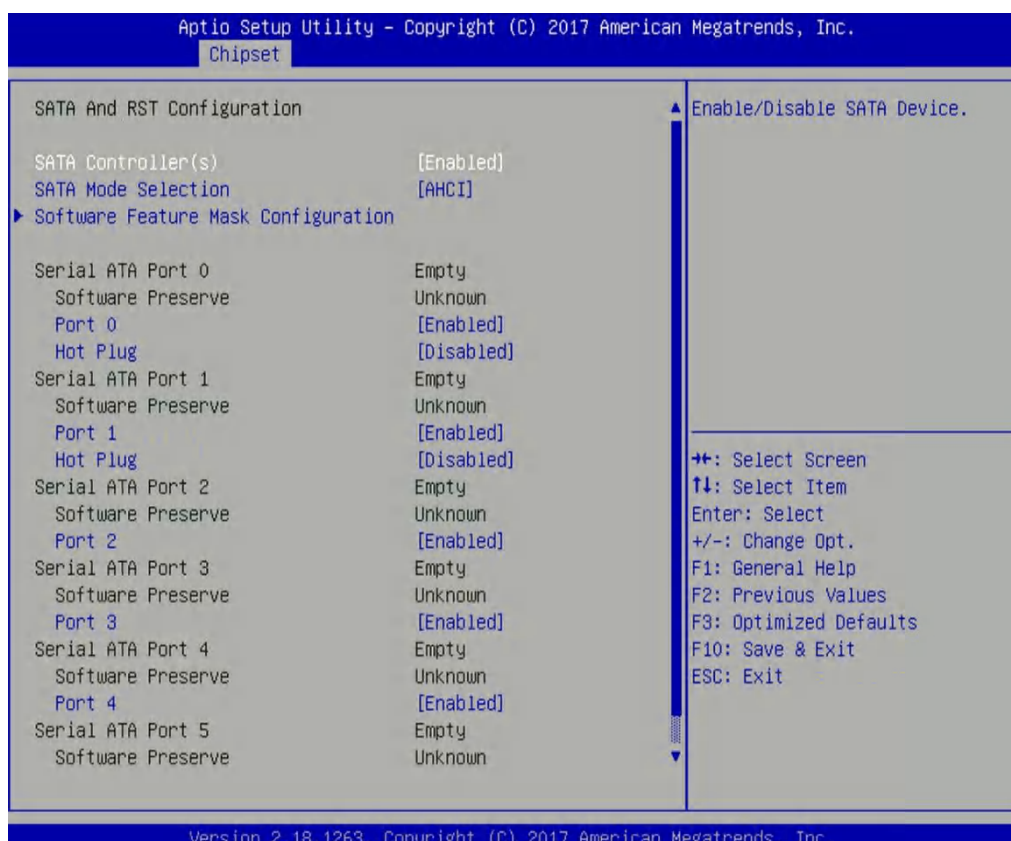 Aptio Setup Utility – Copyright (C) 2017 American Megatrends, Inc.
Chipset
SATA And RST Configuration
SATA Controller(s) [Enabled]
SATA Mode Selection [AHCI]
Software Feature Mask Configuration
Serial ATA Port 0 Empty
Software Preserve Unknown
Port 0 [Enabled]
Hot Plug [Disabled]
Serial ATA Port 1 Empty
Software Preserve Unknown
Port 1 [Enabled]
Hot Plug [Disabled]
Serial ATA Port 2 Empty
Software Preserve Unknown
Port 2 [Enabled]
Serial ATA Port 3 Empty
Software Preserve Unknown
Port 3 [Enabled]
Serial ATA Port 4 Empty
Software Preserve Unknown
Port 4 [Enabled]
Serial ATA Port 5 Empty
Software Preserve Unknown
Enable/Disable SATA Device.
→←: Select Screen
↑↓: Select Item
Enter: Select
+/-: Change Opt.
F1: General Help
F2: Previous Values
F3: Optimized Defaults
F10: Save & Exit
ESC: Exit
Version 2.18.1263. Copyright (C) 2017 American Megatrends, Inc.